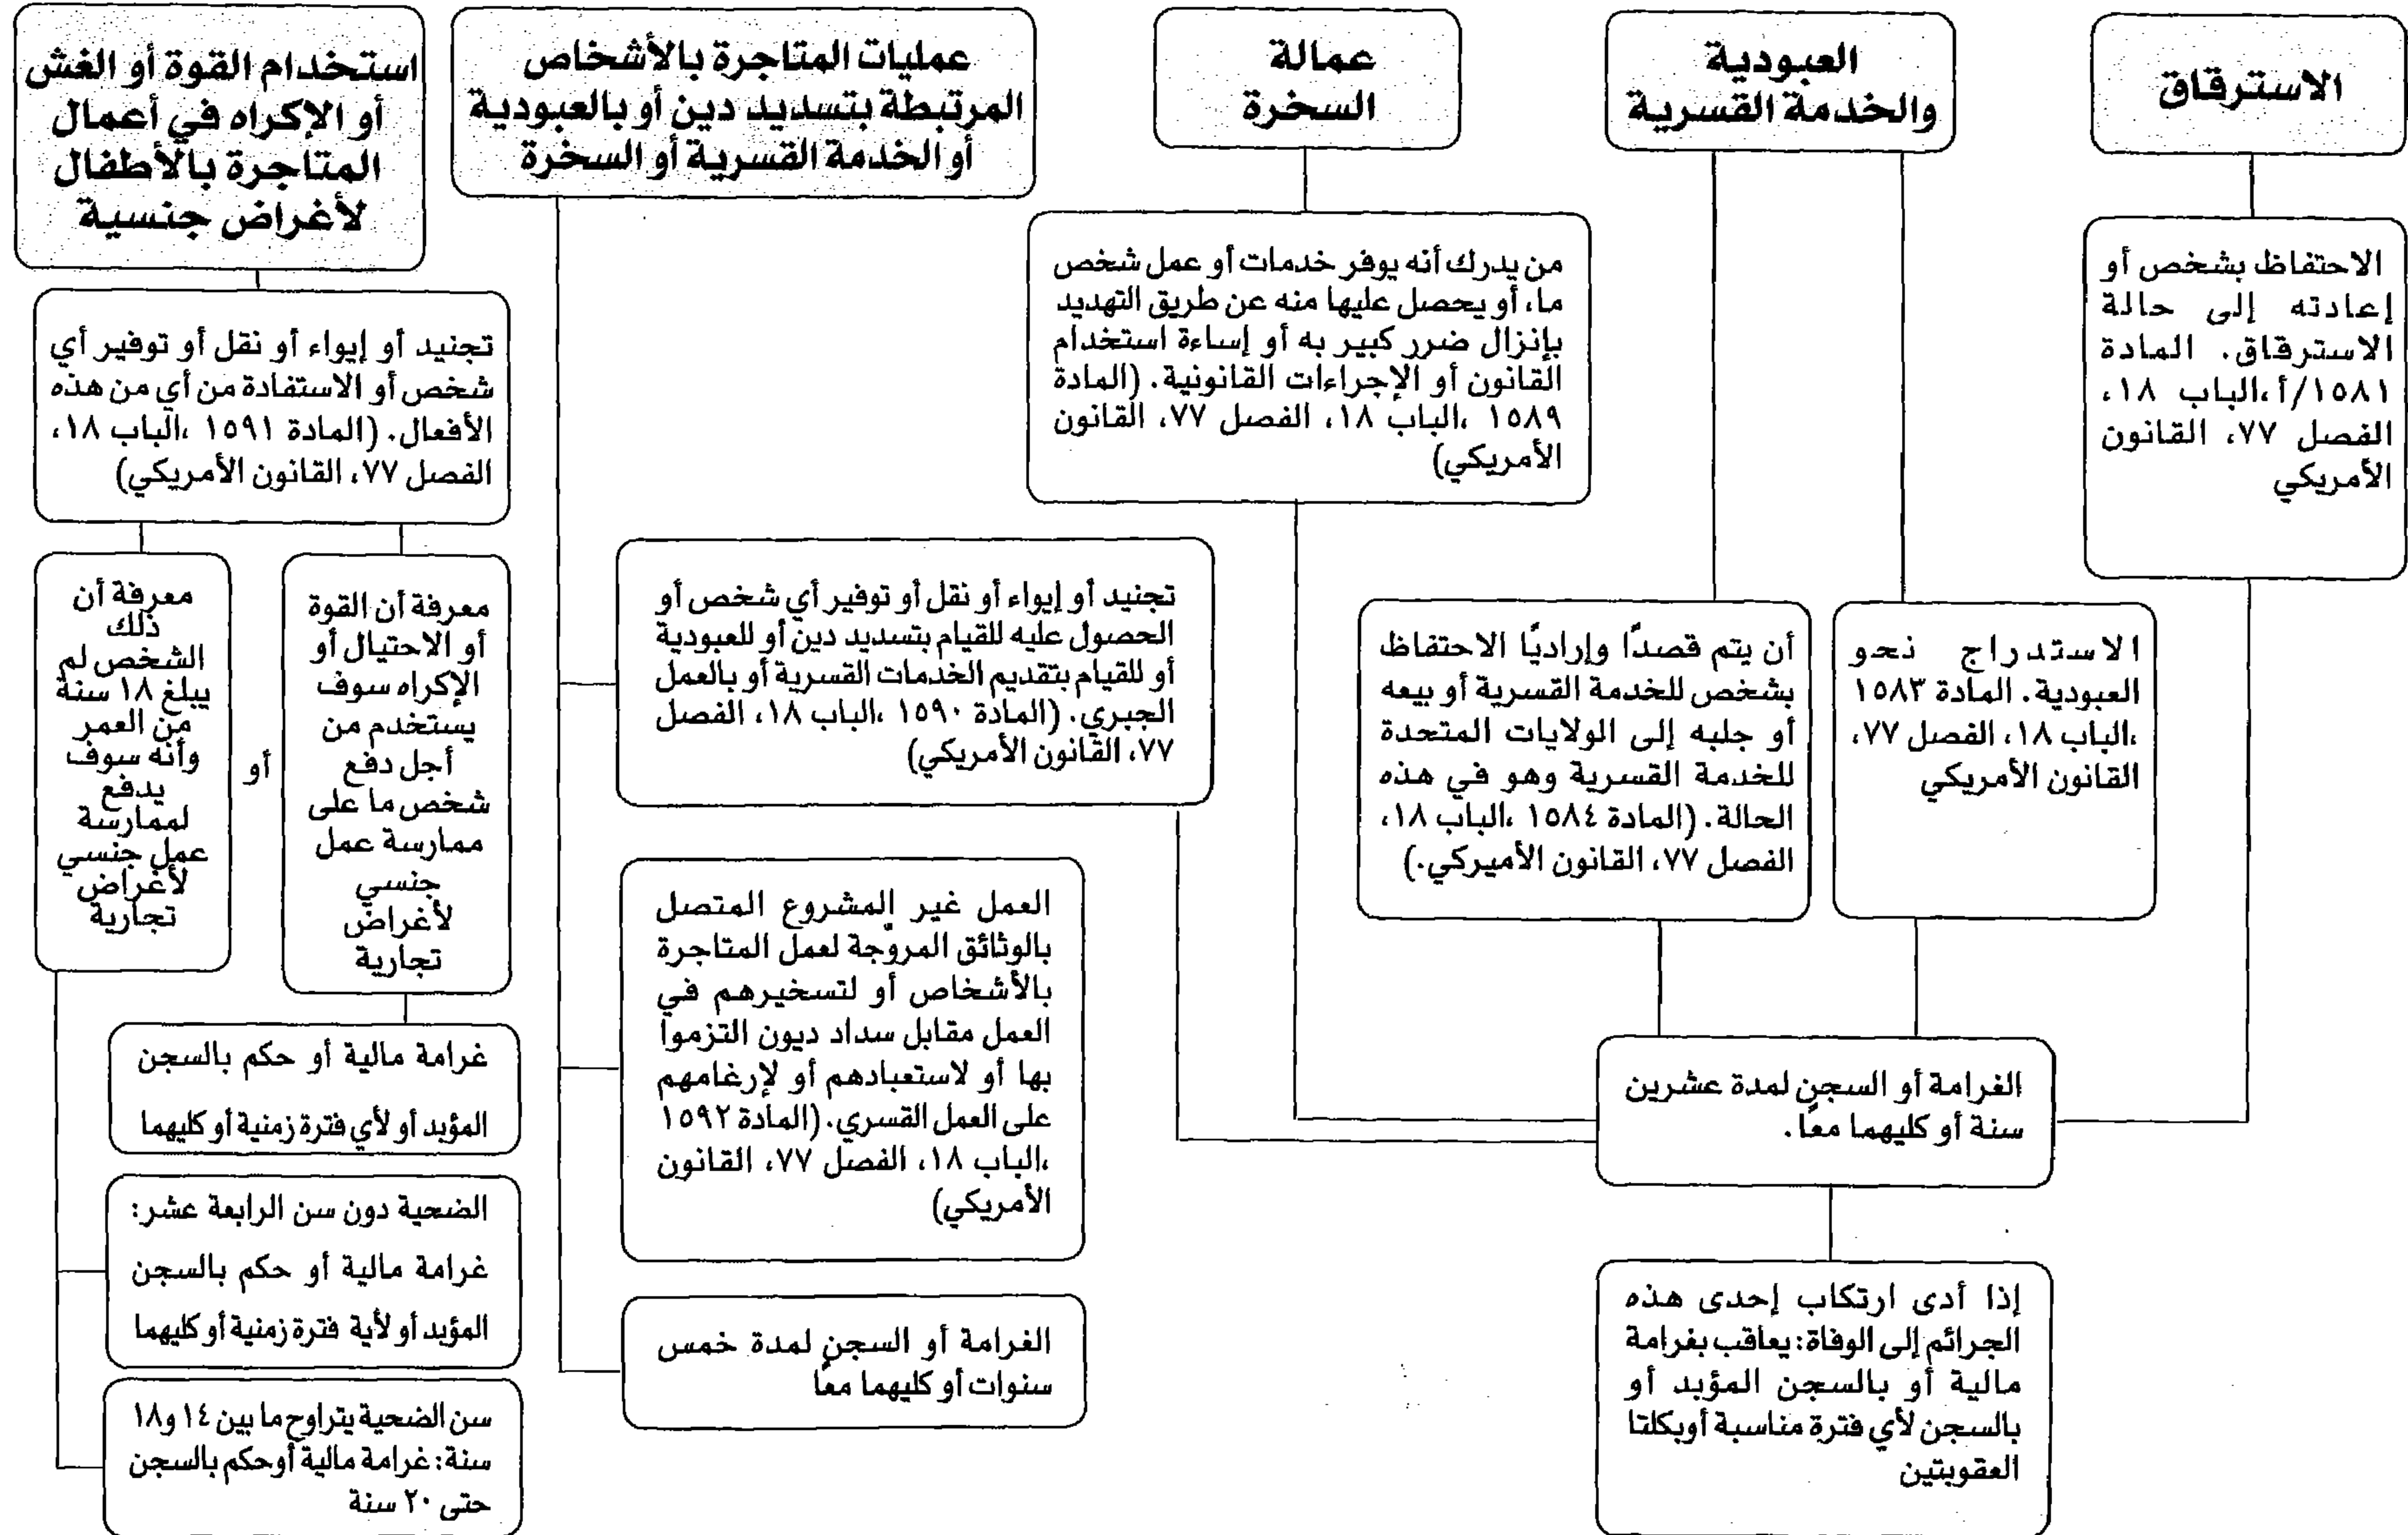 الاسترقاق
الاحتفاظ بشخص أو
إعادته إلى حالة
الاسترقاق. المادة
١٥٨١/أ،الباب ١٨،
الفصل ٧٧، القانون
الأمريكي
العبودية
والخدمة القسرية
الاستدراج نحو
العبودية. المادة ١٥٨٣
،الباب ١٨، الفصل ٧٧،
القانون الأمريكي
أن يتم قصدًا وإراديًا الاحتفاظ
بشخص للخدمة القسرية أو بيعه
أو جلبه إلى الولايات المتحدة
للخدمة القسرية وهو في هذه
الحالة. (المادة ١٥٨٤ ،الباب ١٨،
الفصل ٧٧، القانون الأميركي.)
عمالة
السخرة
من يدرك أنه يوفر خدمات أو عمل شخص
ما، أو يحصل عليها منه عن طريق التهديد
بإنزال ضرر كبير به أو إساءة استخدام
القانون أو الإجراءات القانونية. (المادة
١٥٨٩ ،الباب ١٨، الفصل ٧٧، القانون
الأمريكي)
الغرامة أو السجن لمدة عشرين
سنة أو كليهما معًا.
إذا أدى ارتكاب إحدى هذه
الجرائم إلى الوفاة: يعاقب بغرامة
مالية أو بالسجن المؤبد أو
بالسجن لأي فترة مناسبة أوبكلتا
العقوبتين
عمليات المتاجرة بالأشخاص
المرتبطة بتسديد دين أو بالعبودية
أو الخدمة القسرية أو السخرة
تجنيد أو إيواء أو نقل أو توفير أي شخص أو
الحصول عليه للقيام بتسديد دين أو للعبودية
أو للقيام بتقديم الخدمات القسرية أو بالعمل
الجبري. (المادة ١٥٩٠ ،الباب ١٨، الفصل
٧٧، القانون الأمريكي)
العمل غير المشروع المتصل
بالوثائق المروّجة لعمل المتاجرة
بالأشخاص أو لتسخيرهم في
العمل مقابل سداد ديون التزموا
بها أو لاستعبادهم أو لإرغامهم
على العمل القسري. (المادة ١٥٩٢
،الباب ١٨، الفصل ٧٧، القانون
الأمريكي)
الغرامة أو السجن لمدة خمس
سنوات أو كليهما معًا
استخدام القوة أو الغش
أو الإكراه في أعمال
المتاجرة بالأطفال
لأغراض جنسية
تجنيد أو إيواء أو نقل أو توفير أي
شخص أو الاستفادة من أي من هذه
الأفعال. (المادة ١٥٩١ ،الباب ١٨،
الفصل ٧٧، القانون الأمريكي)
معرفة أن القوة
أو الاحتيال أو
الإكراه سوف
يستخدم من
أجل دفع
شخص ما على
ممارسة عمل
جنسي
لأغراض
تجارية
أو
معرفة أن
ذلك
الشخص لم
يبلغ ١٨ سنة
من العمر
وأنه سوف
يدفع
لممارسة
عمل جنسي
لأغراض
تجارية
غرامة مالية أو حكم بالسجن
المؤبد أو لأي فترة زمنية أو كليهما
الضحية دون سن الرابعة عشر:
غرامة مالية أو حكم بالسجن
المؤبد أو لأية فترة زمنية أو كليهما
سن الضحية يتراوح ما بين ١٤ و١٨
سنة: غرامة مالية أوحكم بالسجن
حتى ٢٠ سنة